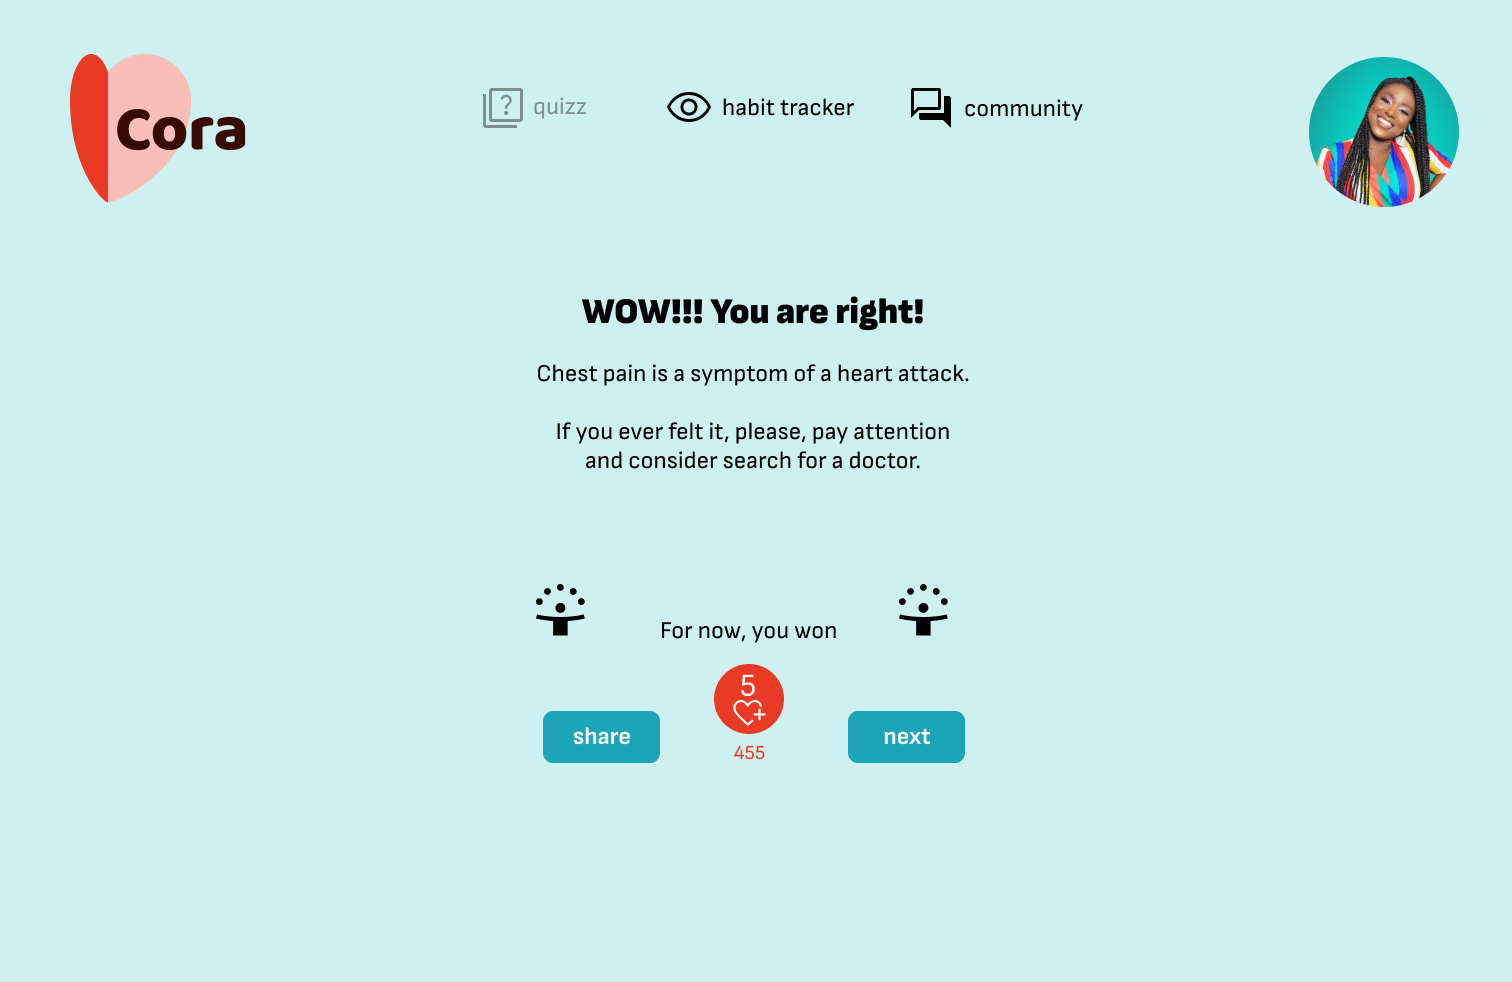 Cora
?
quizz
habit tracker
community
WOW!!! You are right!
Chest pain is a symptom of a heart attack.
If you ever felt it, please, pay attention
and consider search for a doctor.
For now, you won
5
share
next
455